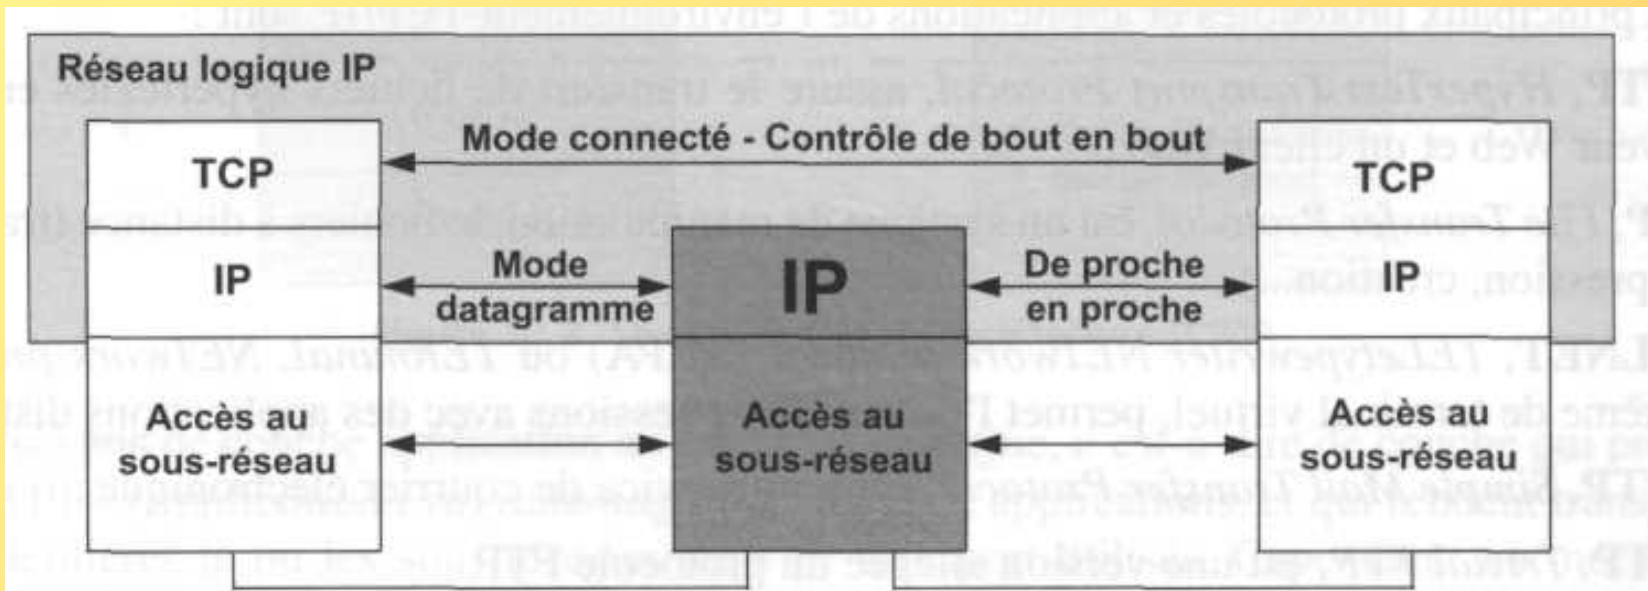 Réseau logique IP
Mode connecté - Contrôle de bout en bout
TCP
TCP
IP
Mode
datagramme
IP
De proche
en proche
IP
Accès au
sous-réseau
Accès au
sous-réseau
Accès au
sous-réseau